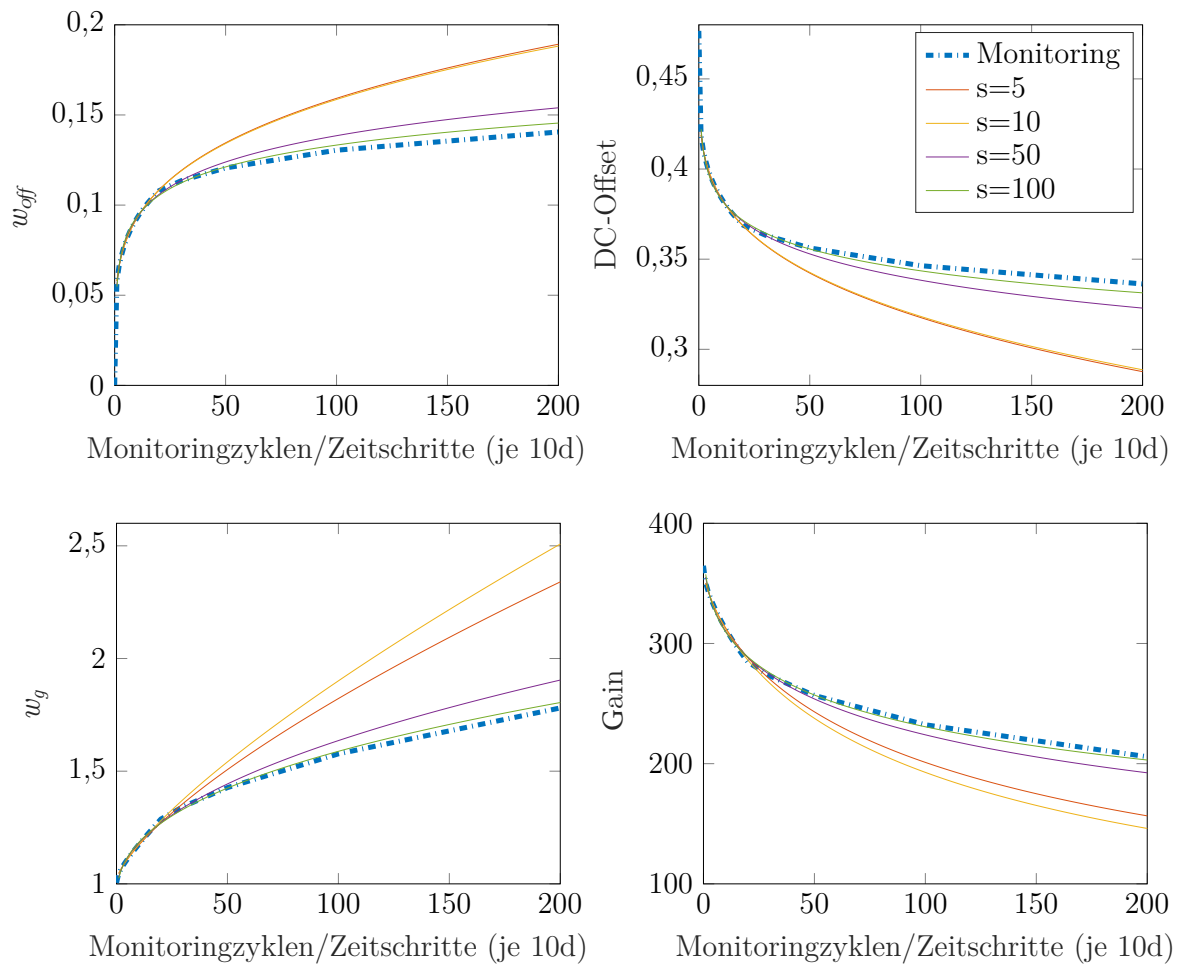 0,2
0,15
0,1
0,05
0
w_off
0 50 100 150 200
Monitoringzyklen/Zeitschritte (je 10d)
0,45
0,4
0,35
0,3
DC-Offset
Monitoring
s=5
s=10
s=50
s=100
0 50 100 150 200
Monitoringzyklen/Zeitschritte (je 10d)
2,5
2
1,5
1
w_g
0 50 100 150 200
Monitoringzyklen/Zeitschritte (je 10d)
400
300
200
100
Gain
0 50 100 150 200
Monitoringzyklen/Zeitschritte (je 10d)